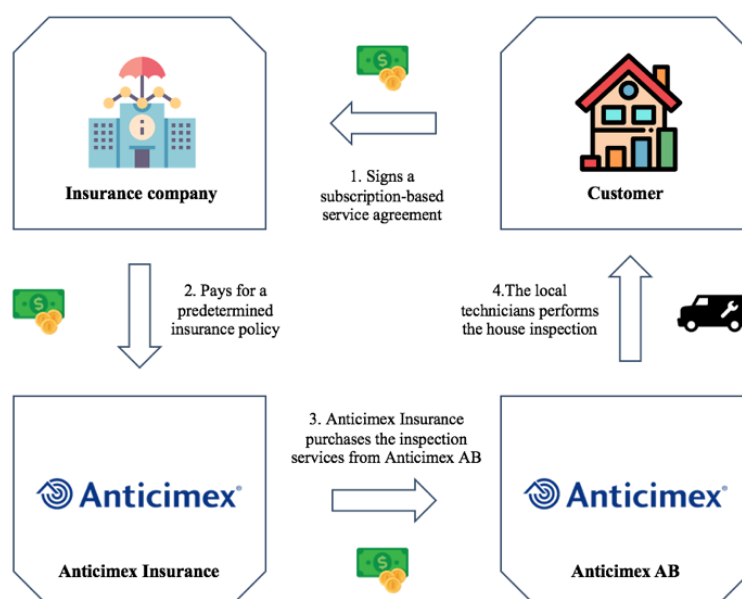 Insurance company
1. Signs a
subscription-based
service agreement
Customer
2. Pays for a
predetermined
insurance policy
4.The local
technicians performs
the house inspection
Anticimex®
Anticimex Insurance
3. Anticimex Insurance
purchases the inspection
services from Anticimex AB
Anticimex®
Anticimex AB